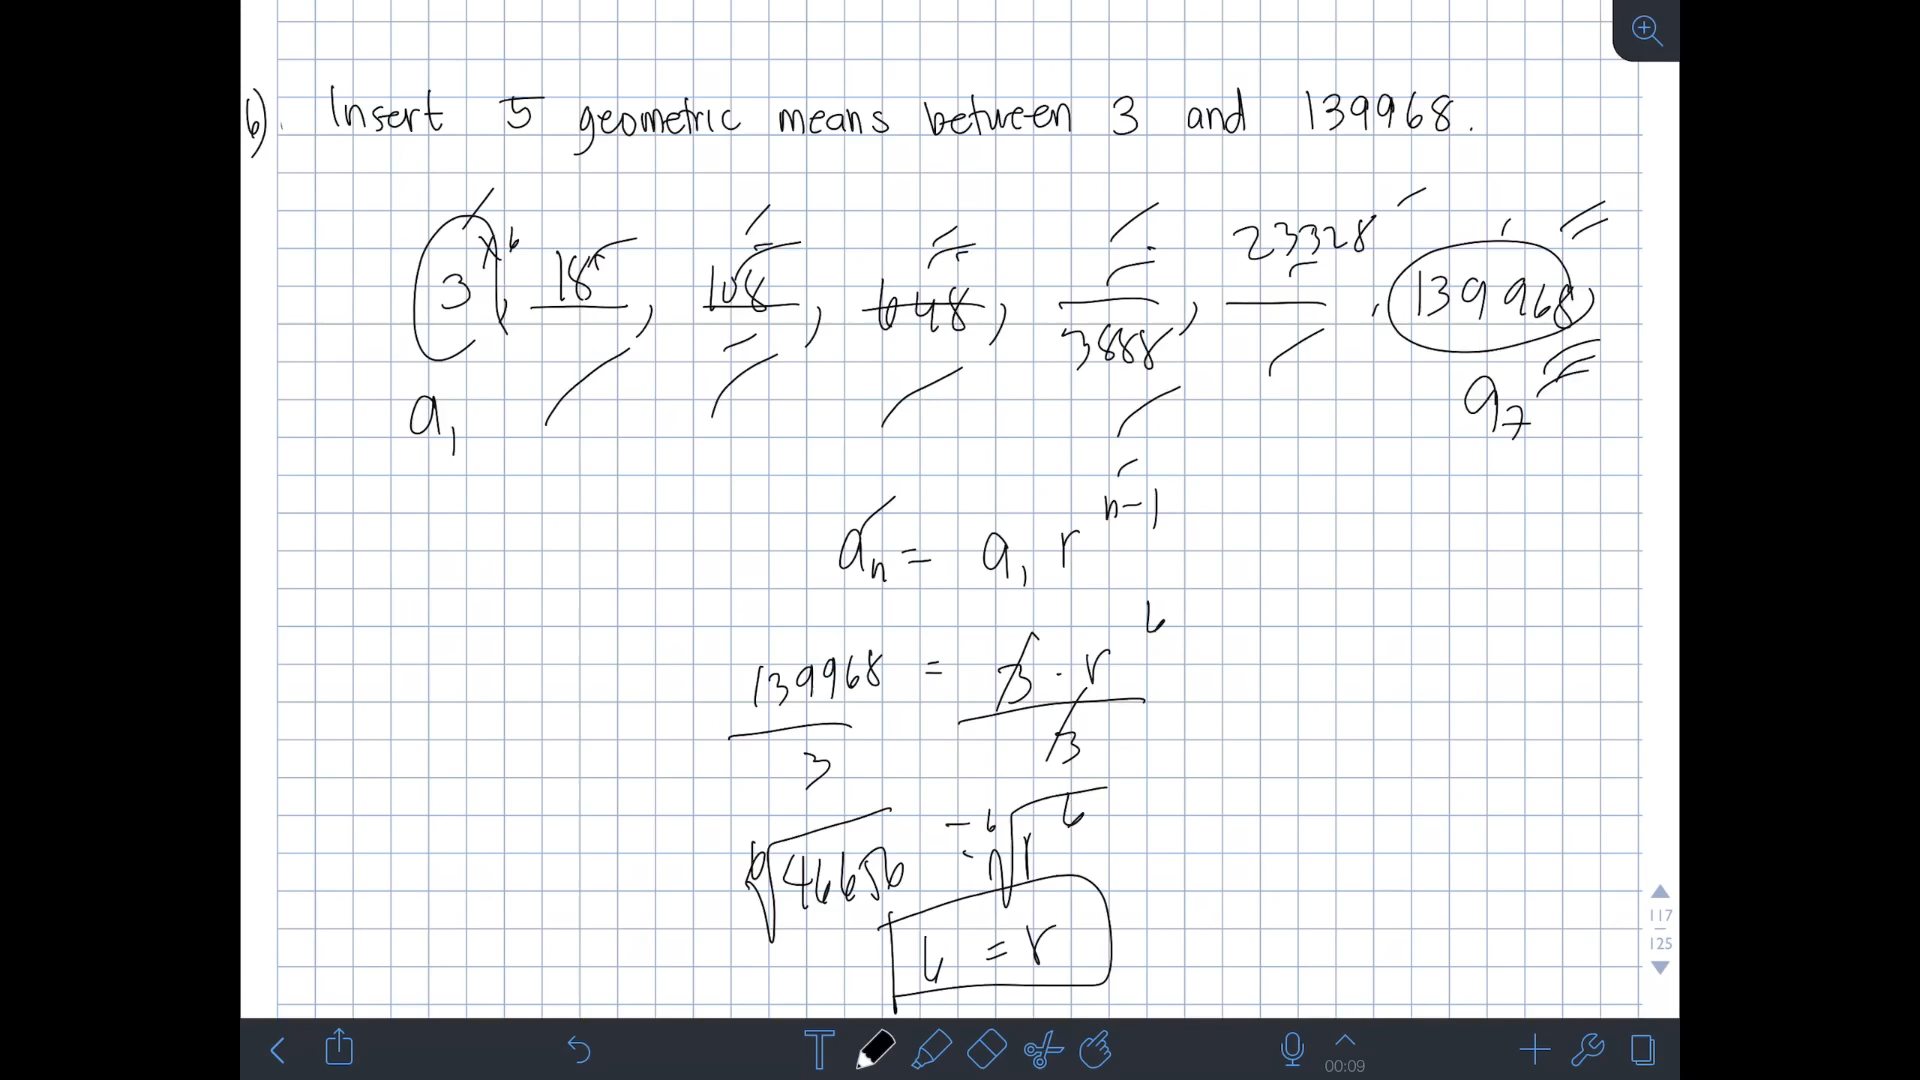 6). Insert 5 geometric means between 3 and 139968.
3 x 6, 18, 108, 648, 3888, 23328, 139968,
a₁ a₇
aₙ = a₁ r^(n-1)
139968 = 3 · r^6
3 3
⁶√46656 = ⁶√r^6
6 = r
117
125
T
00:09